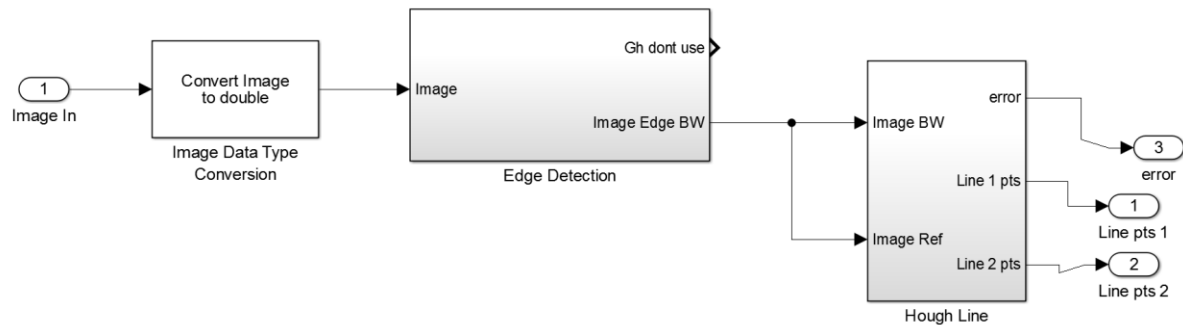 1
Image In
Convert Image
to double
Image Data Type
Conversion
Image
Gh dont use
Image Edge BW
Edge Detection
Image BW
Image Ref
error
Line 1 pts
Line 2 pts
Hough Line
3
error
1
Line pts 1
2
Line pts 2